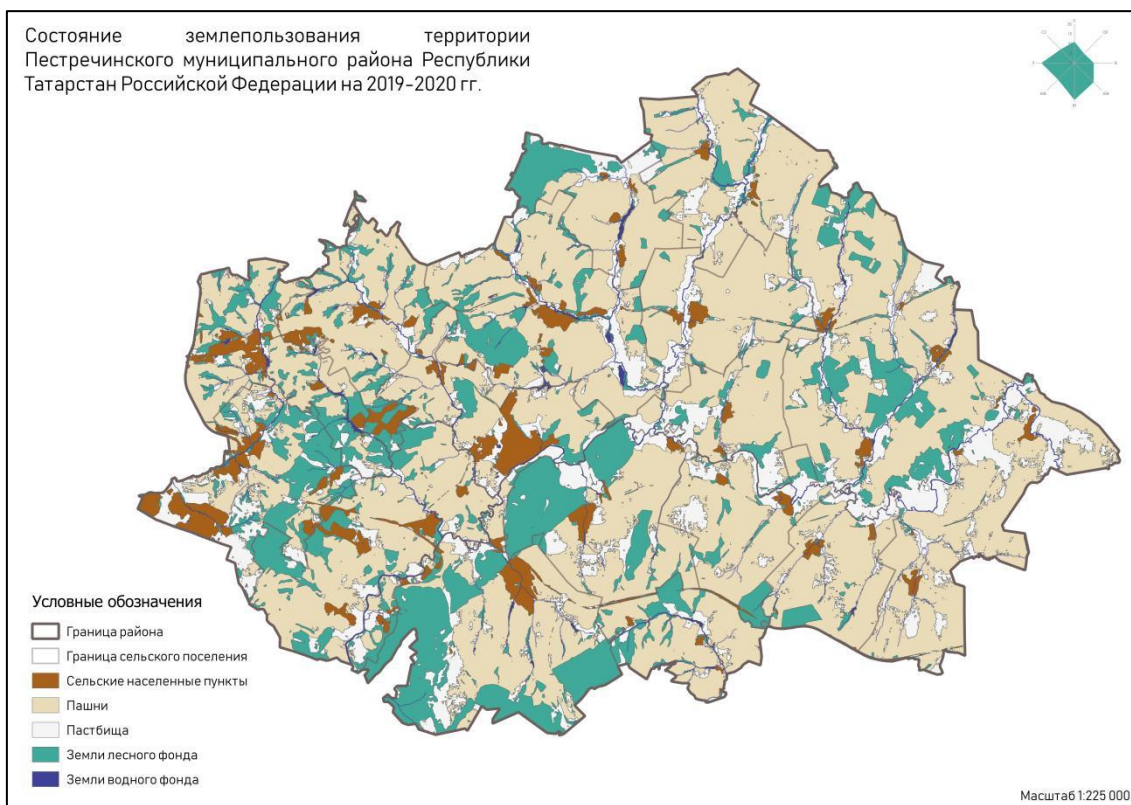 Состояние землепользования территории
Пестречинского муниципального района Республики
Татарстан Российской Федерации на 2019-2020 гг.
Условные обозначения
Граница района
Граница сельского поселения
Сельские населенные пункты
Пашни
Пастбища
Земли лесного фонда
Земли водного фонда
Масштаб 1:225 000